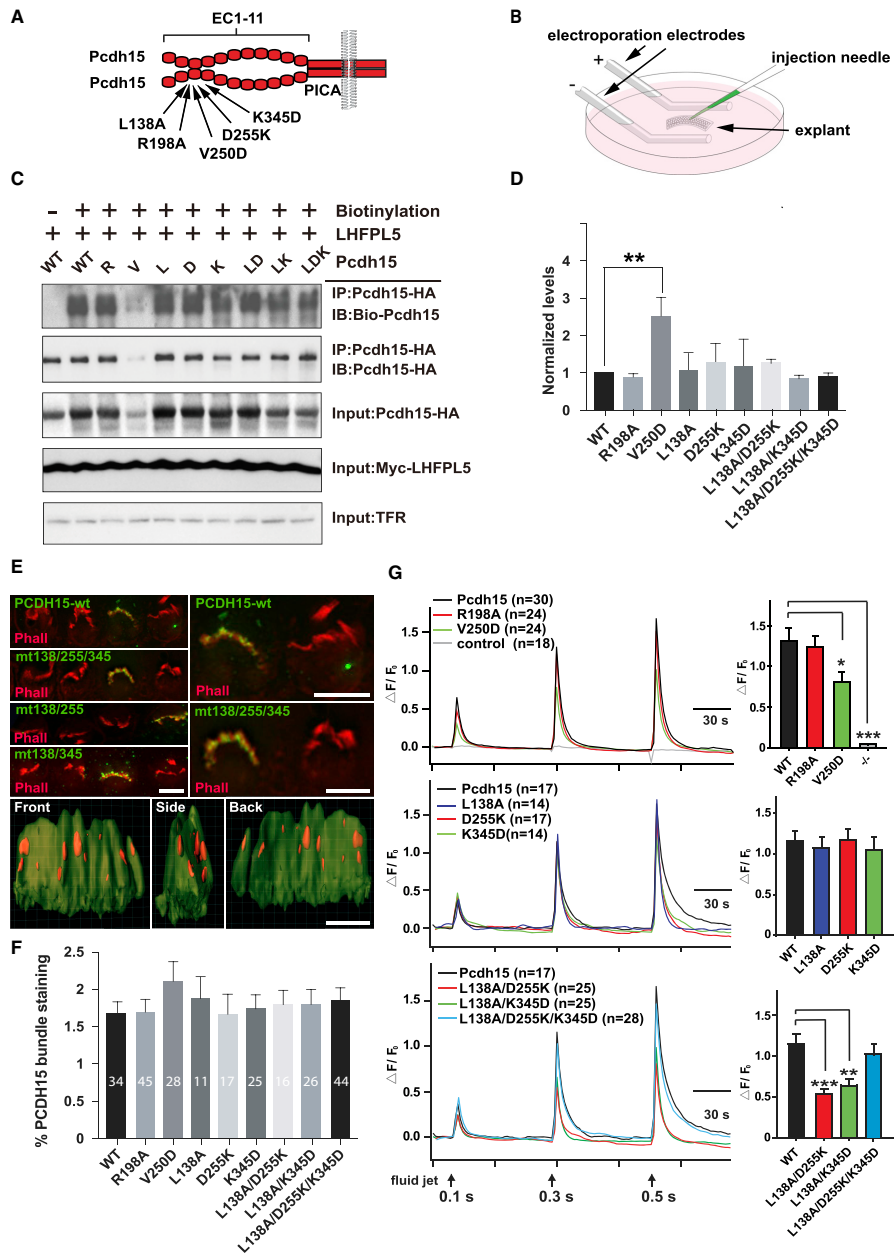 A
EC1-11
Pcdh15
Pcdh15
PICA
L138A
R198A
V250D
D255K
K345D
B
electroporation electrodes
injection needle
+
-
explant
C
- + + + + + + + + + Biotinylation
+ + + + + + + + + + LHFPL5
WT WT R V L D K LD LK LDK Pcdh15
IP:Pcdh15-HA
IB:Bio-Pcdh15
IP:Pcdh15-HA
IB:Pcdh15-HA
Input:Pcdh15-HA
Input:Myc-LHFPL5
Input:TFR
D
Normalized levels
5
4
3
2
1
0
**
WT
R198A
V250D
L138A
D255K
K345D
L138A/D255K
L138A/K345D
L138A/D255K/K345D
E
PCDH15-wt
Phall
mt138/255/345
Phall
mt138/255
Phall
mt138/345
Phall
PCDH15-wt
Phall
mt138/255/345
Phall
Front
Side
Back
F
% PCDH15 bundle staining
2.5
2
1.5
1
0.5
0
34 45 28 11 17 25 16 26 44
WT
R198A
V250D
L138A
D255K
K345D
L138A/D255K
L138A/K345D
L138A/D255K/K345D
G
Pcdh15 (n=30)
R198A (n=24)
V250D (n=24)
control (n=18)
△F/ F₀
1.5
1.0
0.5
0.0
30 s
△F/ F₀
1.5
1.0
0.5
0
*
***
WT
R198A
V250D
-/-
Pcdh15 (n=17)
L138A (n=14)
D255K (n=17)
K345D(n=14)
△F/ F₀
1.5
1.0
0.5
0.0
30 s
△F/ F₀
1.5
1.0
0.5
0
WT
L138A
D255K
K345D
Pcdh15 (n=17)
L138A/D255K (n=25)
L138A/K345D (n=25)
L138A/D255K/K345D (n=28)
△F/ F₀
1.5
1.0
0.5
0.0
30 s
fluid jet
0.1 s
0.3 s
0.5 s
△F/ F₀
1.5
1.0
0.5
0
***
**
WT
L138A/D255K
L138A/K345D
L138A/D255K/K345D